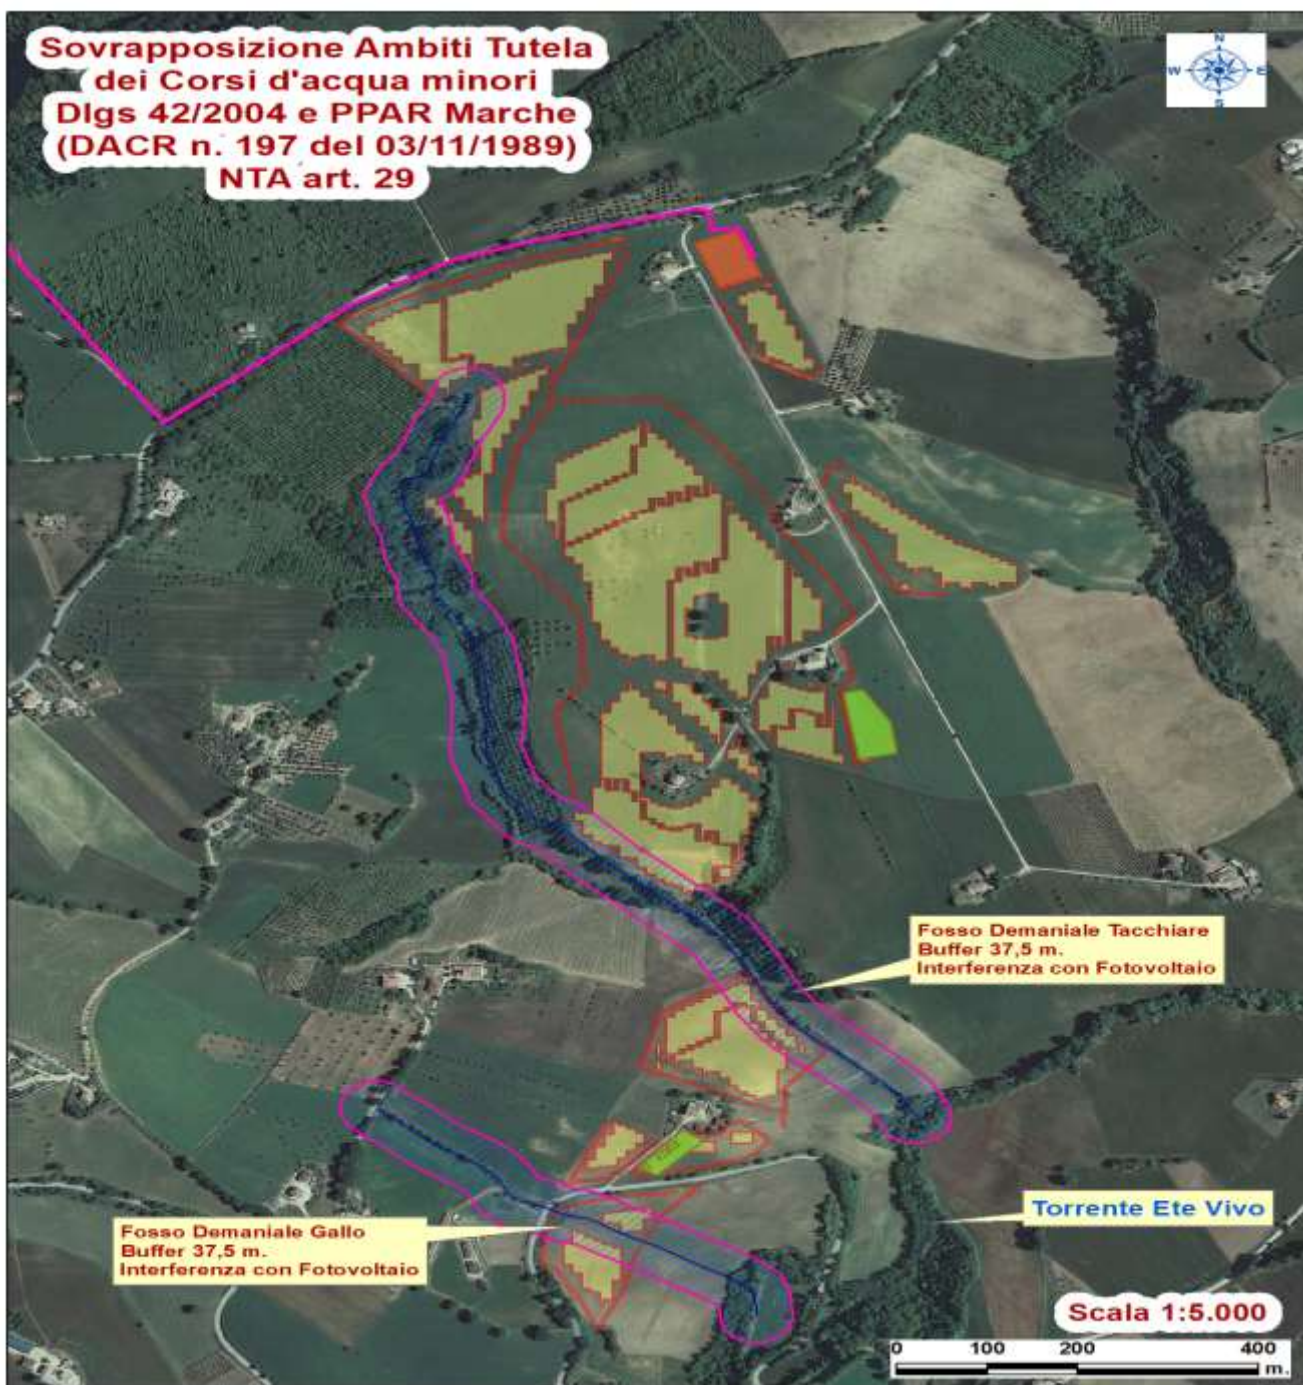 Sovrapposizione Ambiti Tutela
dei Corsi d'acqua minori
Dlgs 42/2004 e PPAR Marche
(DACR n. 197 del 03/11/1989)
NTA art. 29
N
W E
S
Fosso Demaniale Tacchiare
Buffer 37,5 m.
Interferenza con Fotovoltaio
Torrente Ete Vivo
Fosso Demaniale Gallo
Buffer 37,5 m.
Interferenza con Fotovoltaio
Scala 1:5.000
0 100 200 400
m.